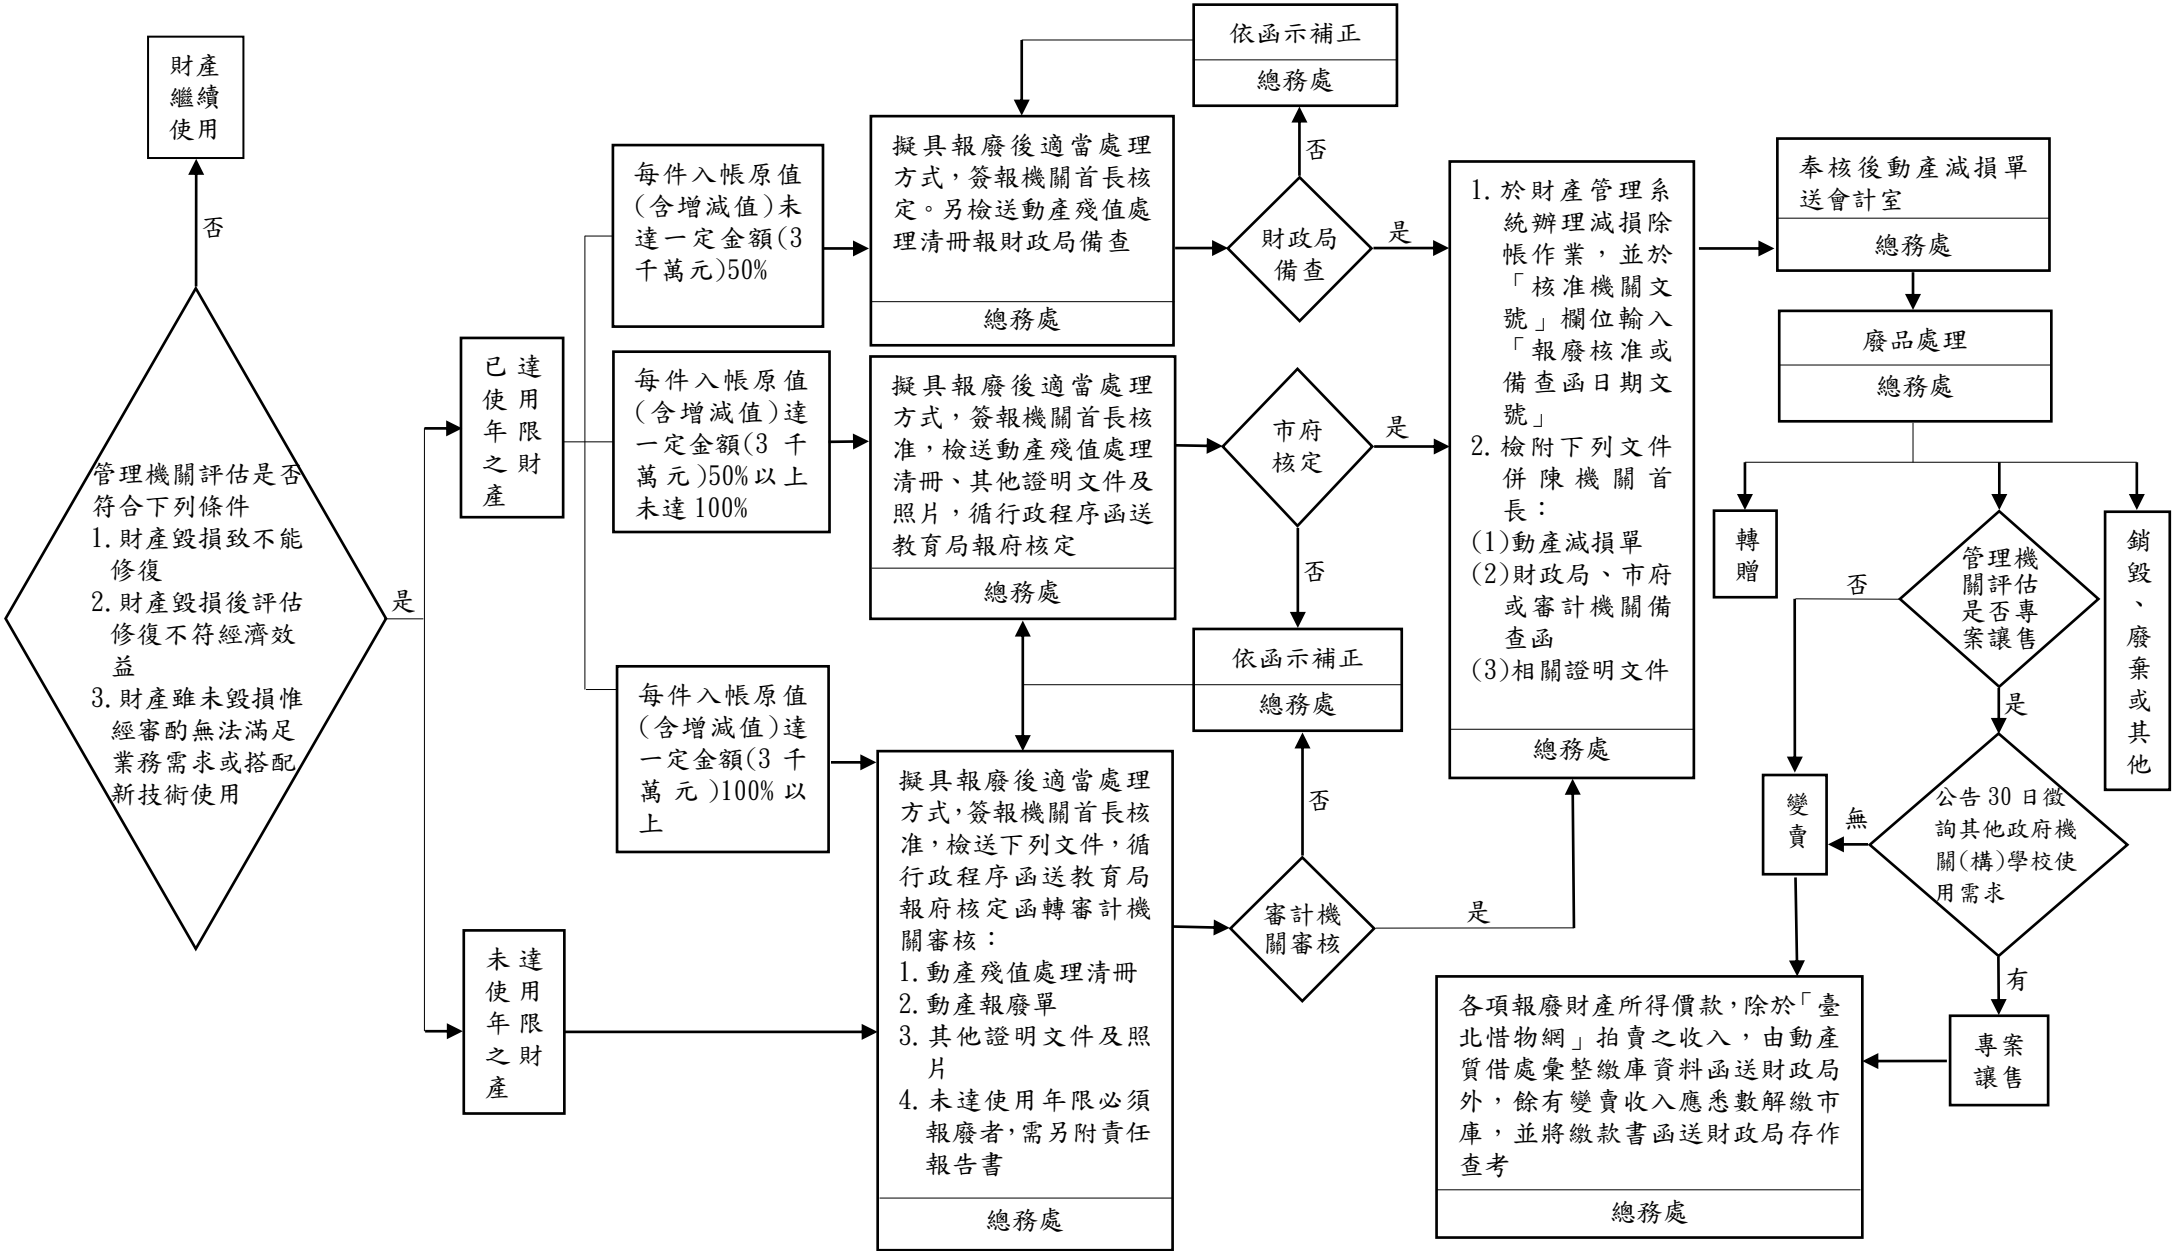 財產
繼續
使用
否
管理機關評估是否
符合下列條件
1. 財產毀損致不能
修復
2. 財產毀損後評估
修復不符經濟效
益
3. 財產雖未毀損惟
經審酌無法滿足
業務需求或搭配
新技術使用
是
已達
使用
年限
之財
產
未達
使用
年限
之財
產
每件入帳原值
(含增減值)未
達一定金額(3
千萬元)50%
每件入帳原值
(含增減值)達
一定金額(3 千
萬元)50%以上
未達 100%
每件入帳原值
(含增減值)達
一定金額(3 千
萬元)100%以
上
擬具報廢後適當處理
方式，簽報機關首長核
定。另檢送動產殘值處
理清冊報財政局備查
總務處
擬具報廢後適當處理
方式，簽報機關首長核
准，檢送動產殘值處理
清冊、其他證明文件及
照片，循行政程序函送
教育局報府核定
總務處
擬具報廢後適當處理
方式，簽報機關首長核
准，檢送下列文件，循
行政程序函送教育局
報府核定函轉審計機
關審核：
1. 動產殘值處理清冊
2. 動產報廢單
3. 其他證明文件及照
片
4. 未達使用年限必須
報廢者，需另附責任
報告書
總務處
依函示補正
總務處
否
財政局
備查
是
市府
核定
是
否
依函示補正
總務處
否
審計機
關審核
是
1. 於財產管理系
統辦理減損除
帳作業，並於
「核准機關文
號」欄位輸入
「報廢核准或
備查函日期文
號」
2. 檢附下列文件
併陳機關首
長：
(1)動產減損單
(2)財政局、市府
或審計機關備
查函
(3)相關證明文件
總務處
奉核後動產減損單
送會計室
總務處
廢品處理
總務處
轉
贈
管理機
關評估
是否專
案讓售
否
是
銷
毀
、
廢
棄
或
其
他
變
賣
無
公告 30 日徵
詢其他政府機
關(構)學校使
用需求
有
專案
讓售
各項報廢財產所得價款，除於「臺
北惜物網」拍賣之收入，由動產
質借處彙整繳庫資料函送財政局
外，餘有變賣收入應悉數解繳市
庫，並將繳款書函送財政局存作
查考
總務處